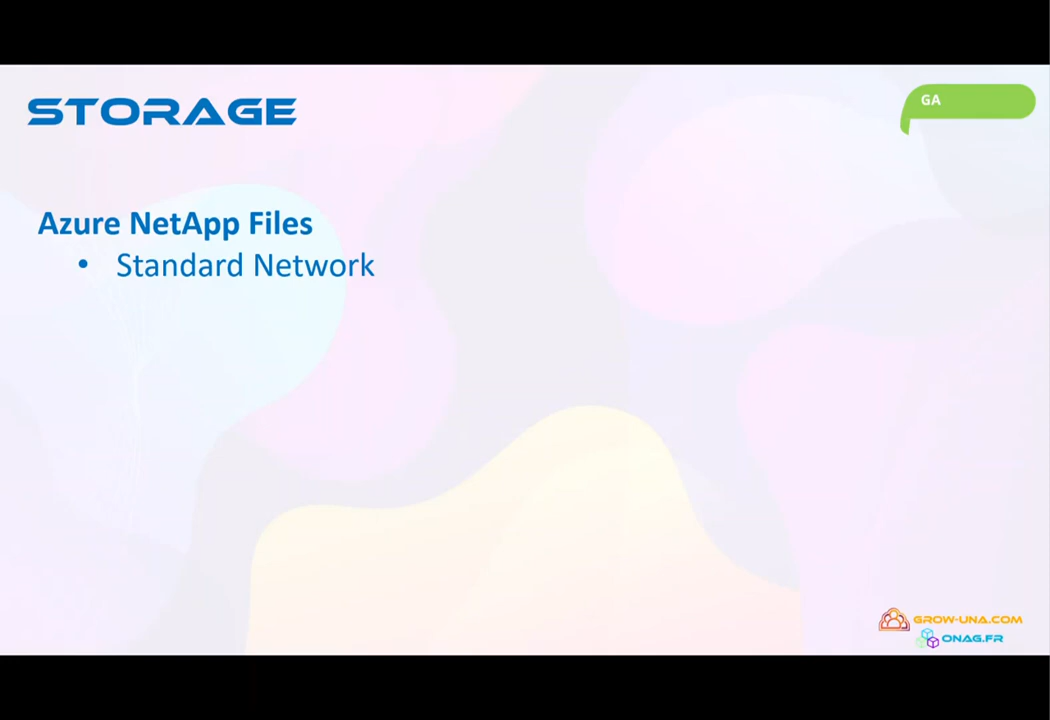 STORAGE
GA
Azure NetApp Files
• Standard Network
GROW-UNA.COM
ONAG.FR